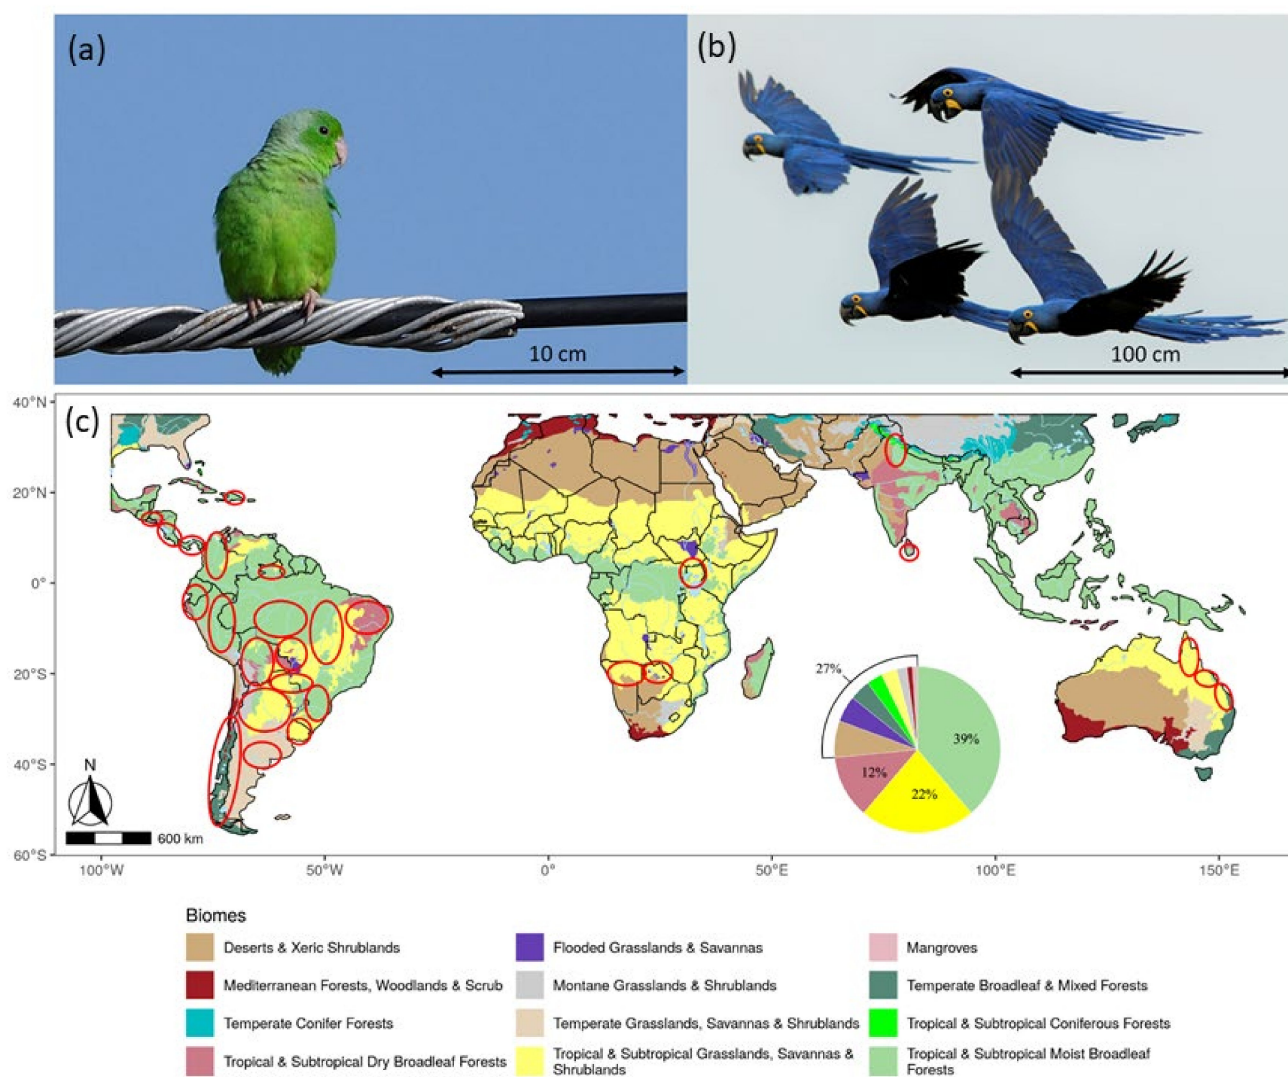 (a)
(b)
10 cm
100 cm
(c)
40°N
20°N
0°
20°S
40°S
60°S
N
600 km
27%
39%
12%
22%
100°W
50°W
0°
50°E
100°E
150°E
Biomes
Deserts & Xeric Shrublands
Flooded Grasslands & Savannas
Mangroves
Mediterranean Forests, Woodlands & Scrub
Montane Grasslands & Shrublands
Temperate Broadleaf & Mixed Forests
Temperate Conifer Forests
Temperate Grasslands, Savannas & Shrublands
Tropical & Subtropical Coniferous Forests
Tropical & Subtropical Dry Broadleaf Forests
Tropical & Subtropical Grasslands, Savannas &
Shrublands
Tropical & Subtropical Moist Broadleaf
Forests